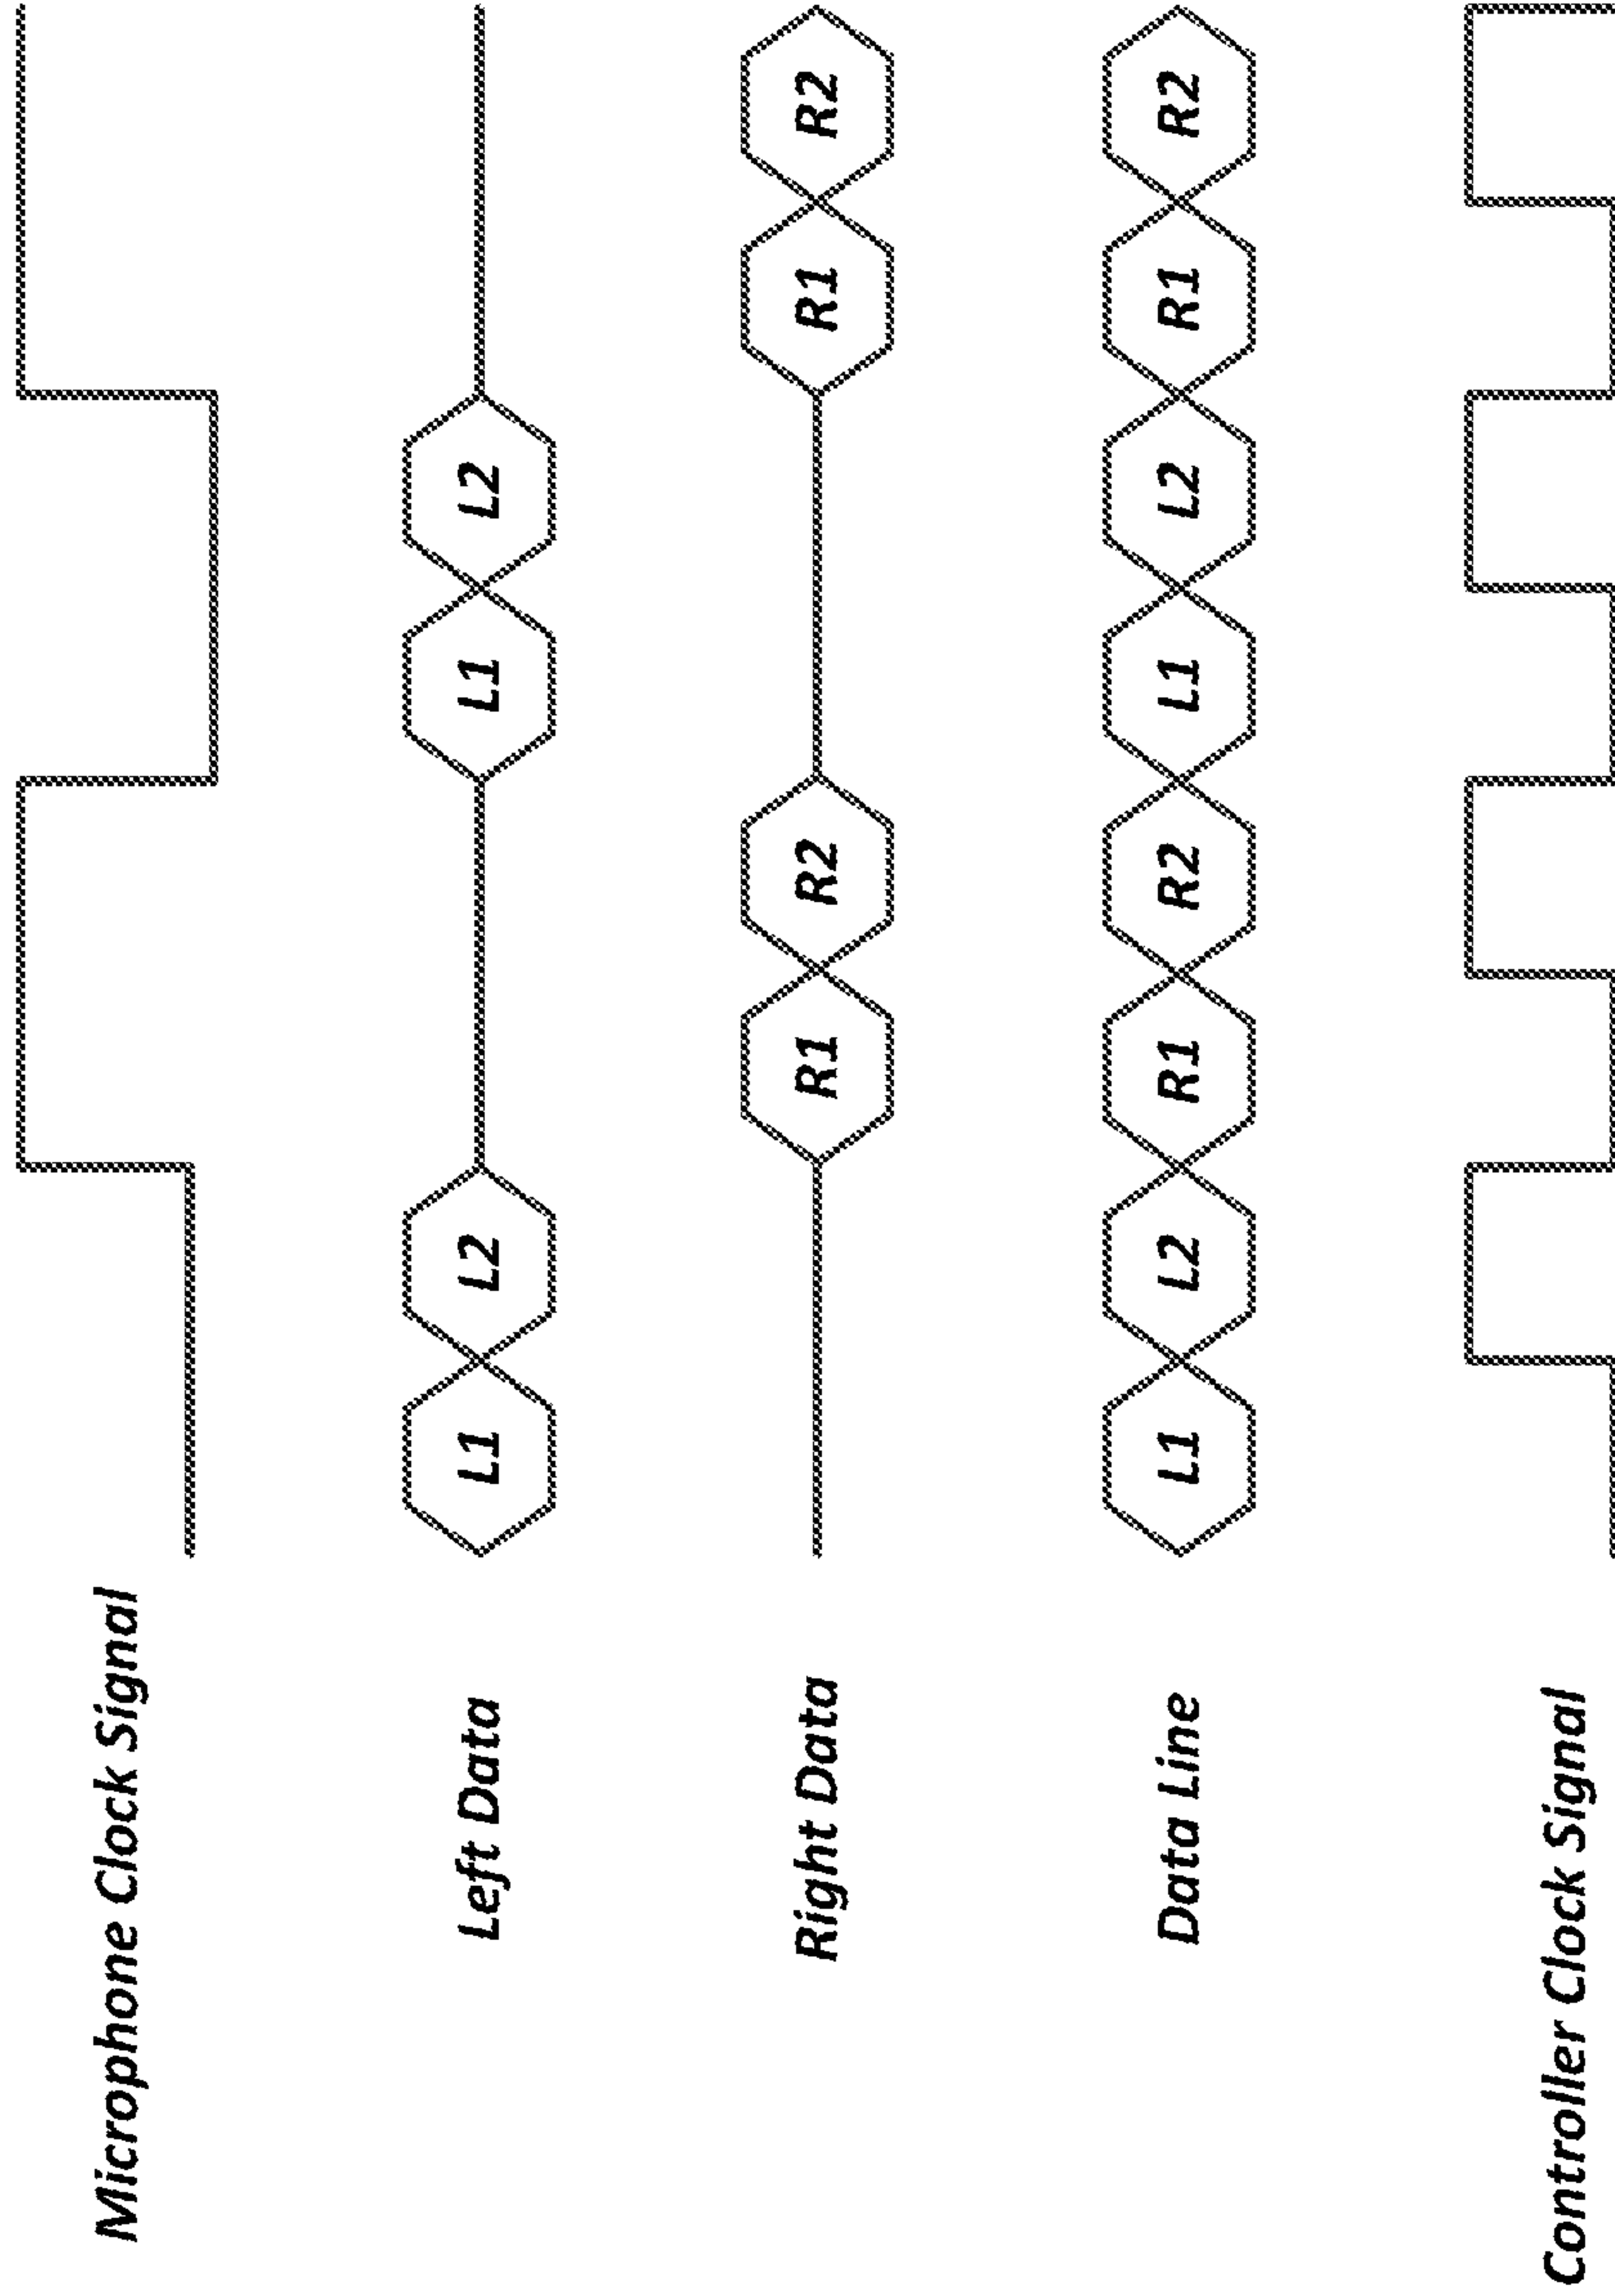 Microphone Clock Signal
Left Data
L1 L2 L1 L2
Right Data
R1 R2 R1 R2
Data Line
L1 L2 R1 R2 L1 L2 R1 R2
Controller Clock Signal